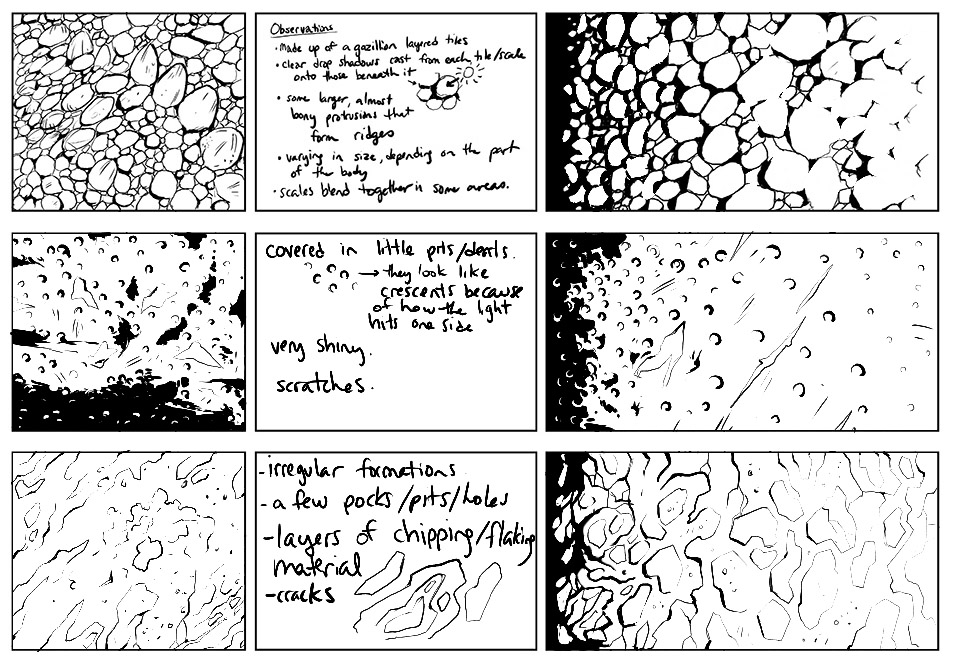 Observations
• Made up of a gazillion layered tiles
• clear drop shadows cast from each tile/scale
onto those beneath it
• some larger, almost
bony protrusions that
form ridges
• varying in size, depending on the part
of the body
• scales blend together in some areas.
covered in little pits/dents.
→ they look like
crescents because
of how the light
hits one side
very shiny.
scratches.
-irregular formations
-a few pocks/pits/holes
-layers of chipping/flaking
material
-cracks